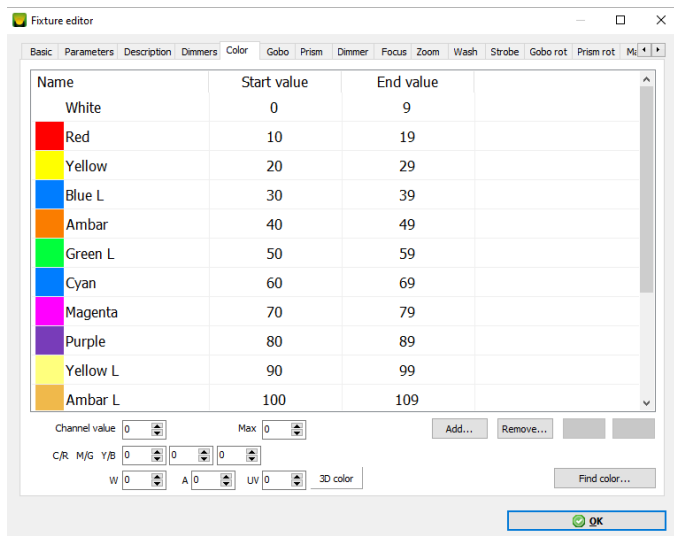 Fixture editor
Basic Parameters Description Dimmers Color Gobo Prism Dimmer Focus Zoom Wash Strobe Gobo rot Prism rot
Name Start value End value
White 0 9
Red 10 19
Yellow 20 29
Blue L 30 39
Ambar 40 49
Green L 50 59
Cyan 60 69
Magenta 70 79
Purple 80 89
Yellow L 90 99
Ambar L 100 109
Channel value 0 Max 0 Add... Remove...
C/R M/G Y/B 0 0 0
W 0 A 0 UV 0 3D color Find color...
OK